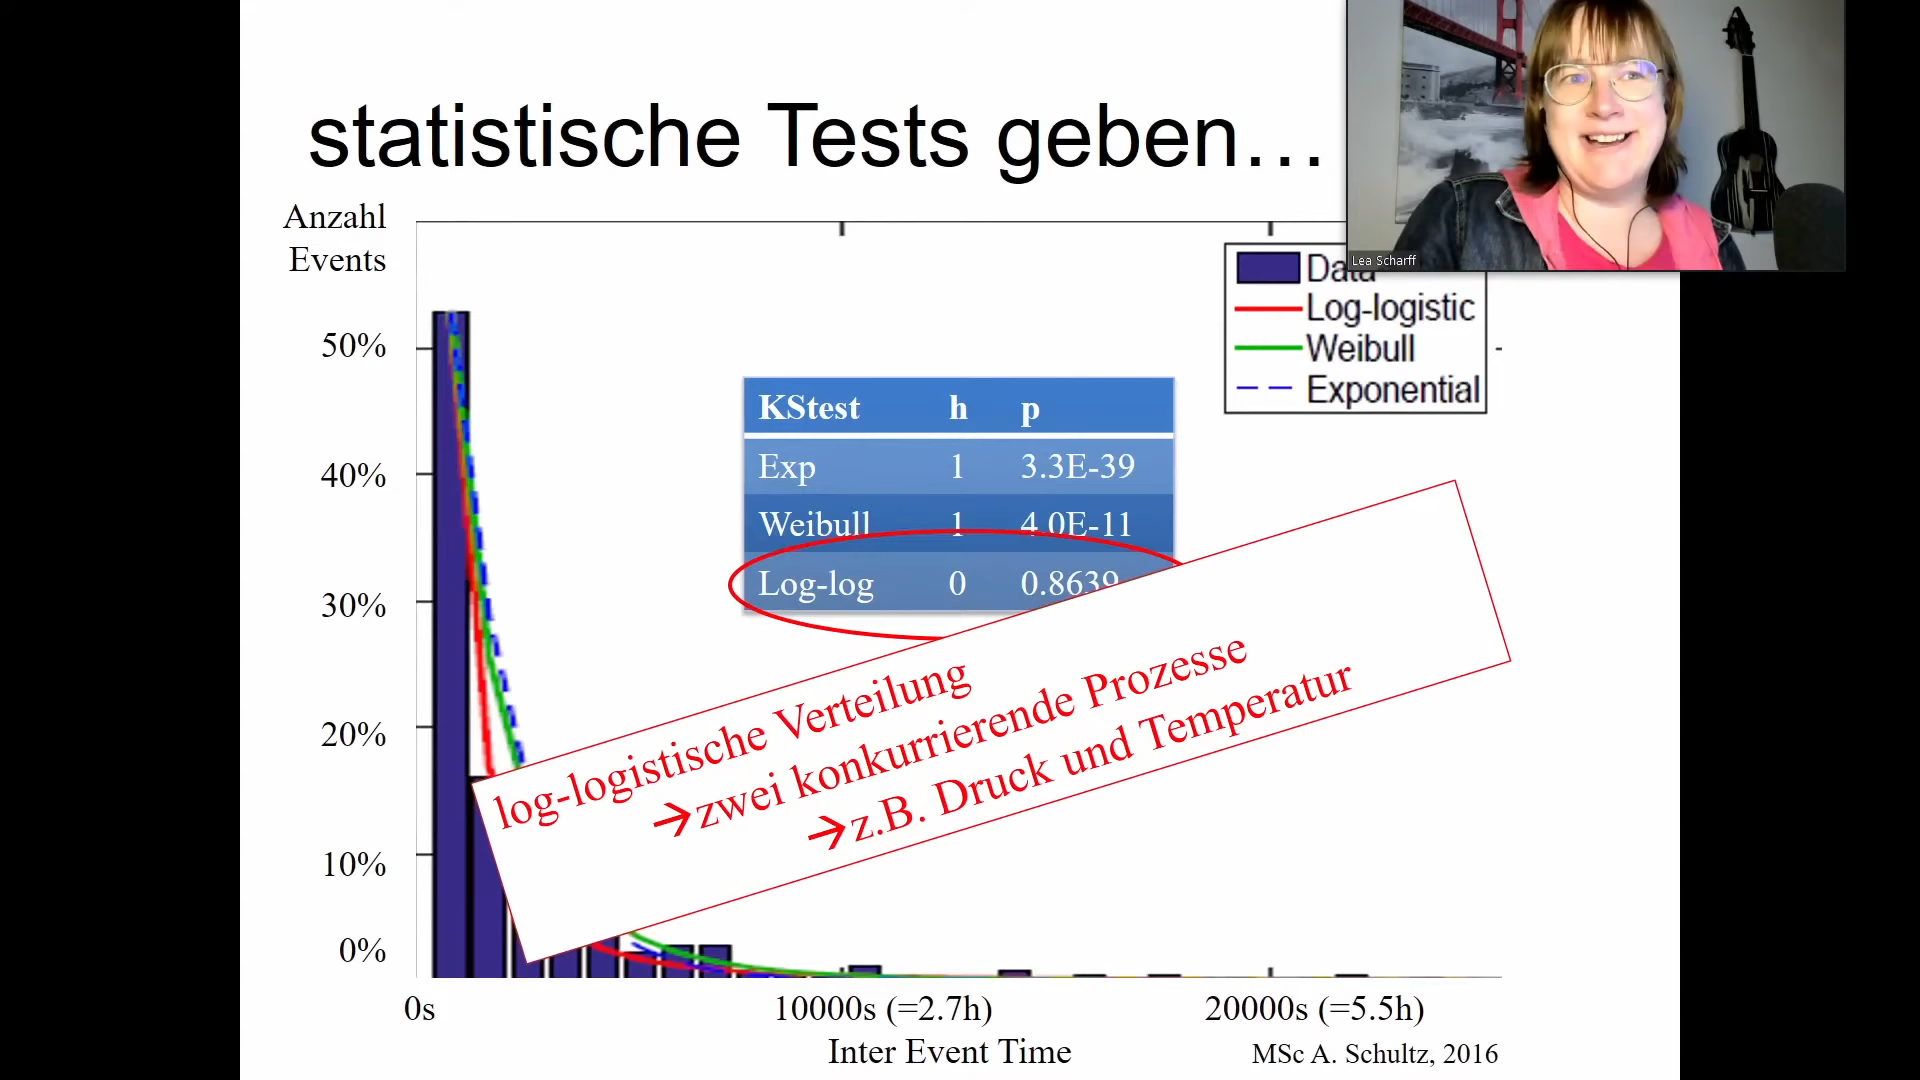 statistische Tests geben…
Lea Scharff
Anzahl
Events
50%
40%
30%
20%
10%
0%
Data
Log-logistic
Weibull
Exponential
KStest h p
Exp 1 3.3E-39
Weibull 1 4.0E-11
Log-log 0 0.8639
log-logistische Verteilung
→zwei konkurrierende Prozesse
→z.B. Druck und Temperatur
0s 10000s (=2.7h) 20000s (=5.5h)
Inter Event Time
MSc A. Schultz, 2016